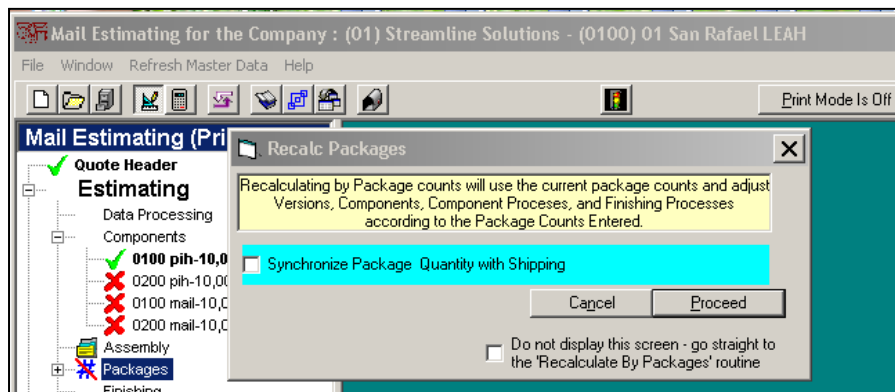 Mail Estimating for the Company : (01) Streamline Solutions - (0100) 01 San Rafael LEAH
File Window Refresh Master Data Help
Print Mode Is Off
Mail Estimating (Pri
Recalc Packages
Quote Header
Recalculating by Package counts will use the current package counts and adjust
Versions, Components, Component Proceses, and Finishing Processes
according to the Package Counts Entered.
Estimating
Data Processing
Components
0100 pih-10,0
Synchronize Package Quantity with Shipping
0200 pih-10,00
0100 mail-10,0
Cancel Proceed
0200 mail-10,0
Assembly
Do not display this screen - go straight to
the 'Recalculate By Packages' routine
Packages
Finishing